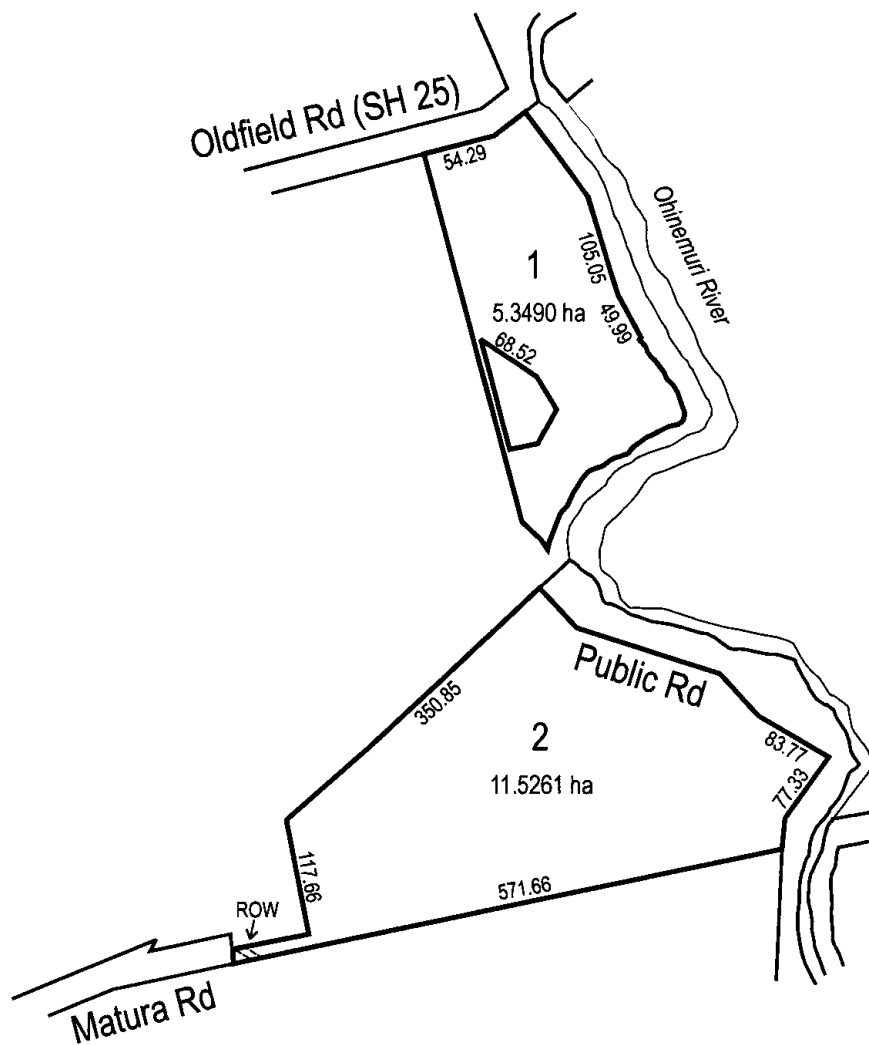 Oldfield Rd (SH 25)
54.29
Ohinemuri River
105.05
1
5.3490 ha
49.99
68.52
Public Rd
350.85
2
83.77
11.5261 ha
77.33
117.66
571.66
ROW
Matura Rd